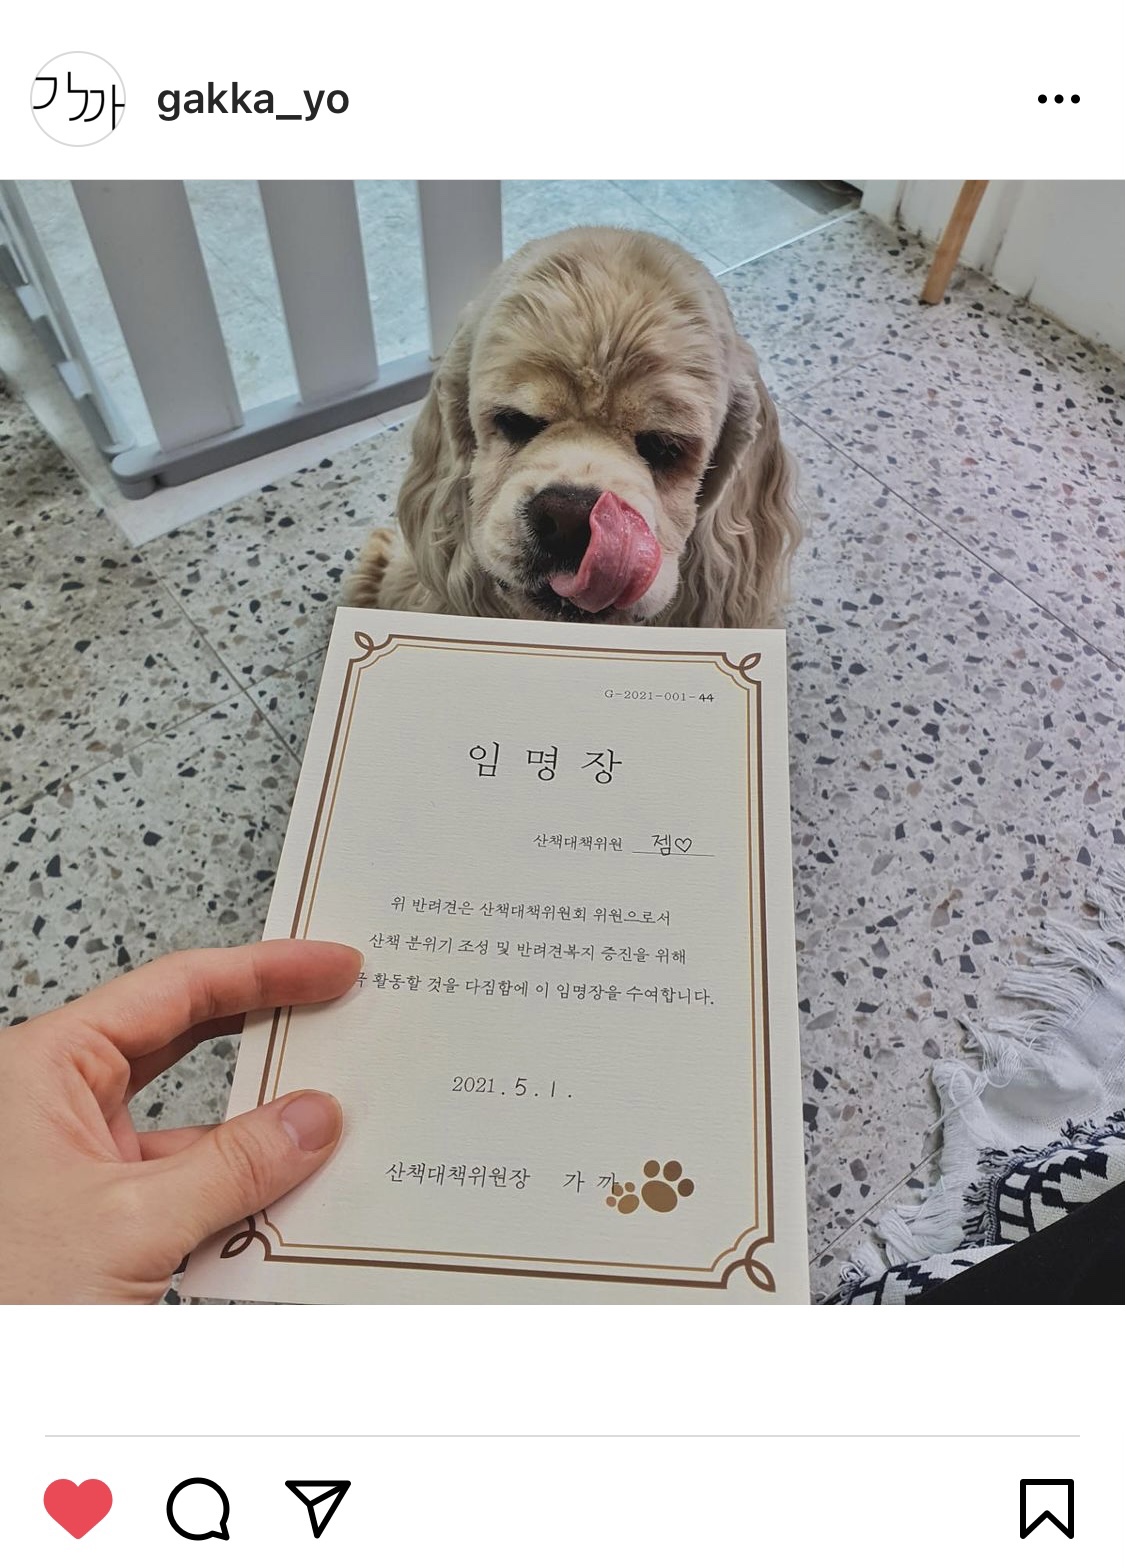 가까
gakka_yo
G-2021-001-44
임명장
산책대책위원 젬♡
위 반려견은 산책대책위원회 위원으로서
산책 분위기 조성 및 반려견복지 증진을 위해
활동할 것을 다짐함에 이 임명장을 수여합니다.
2021.5.1.
산책대책위원장 가까